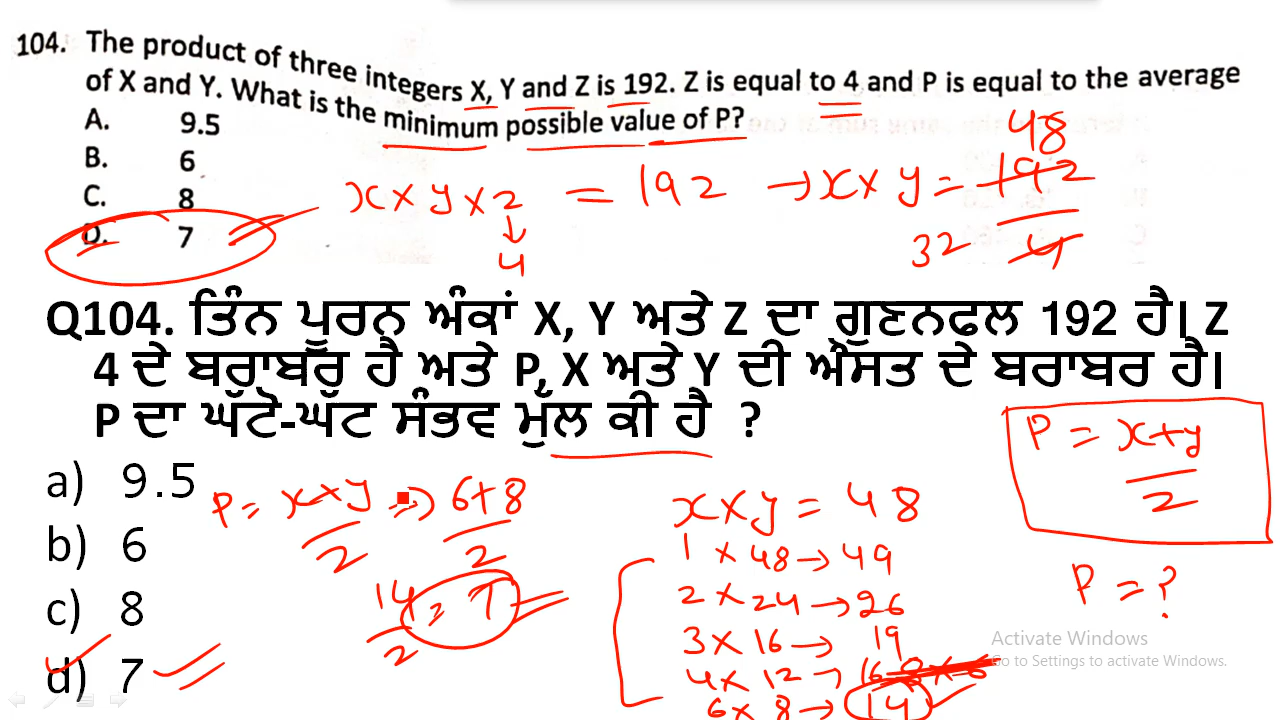 104. The product of three integers X, Y and Z is 192. Z is equal to 4 and P is equal to the average
of X and Y. What is the minimum possible value of P?
A. 9.5
B. 6
C. 8
D. 7
x × y × z = 192 → x × y = 192
48
↓
4
32 4
Q104. ਤਿੰਨ ਪੂਰਨ ਅੰਕਾਂ X, Y ਅਤੇ Z ਦਾ ਗੁਣਨਫਲ 192 ਹੈ। Z
4 ਦੇ ਬਰਾਬਰ ਹੈ ਅਤੇ P, X ਅਤੇ Y ਦੀ ਔਸਤ ਦੇ ਬਰਾਬਰ ਹੈ।
P ਦਾ ਘੱਟੋ-ਘੱਟ ਸੰਭਵ ਮੁੱਲ ਕੀ ਹੈ ?
a) 9.5
b) 6
c) 8
d) 7
P = x+y
2
P = x+y ⇒ 6+8
2 2
14 = 7
2
x × y = 48
1 × 48 → 49
2 × 24 → 26
3 × 16 → 19
4 × 12 → 16
6 × 8 → 14
P = ?
Activate Windows
Go to Settings to activate Windows.